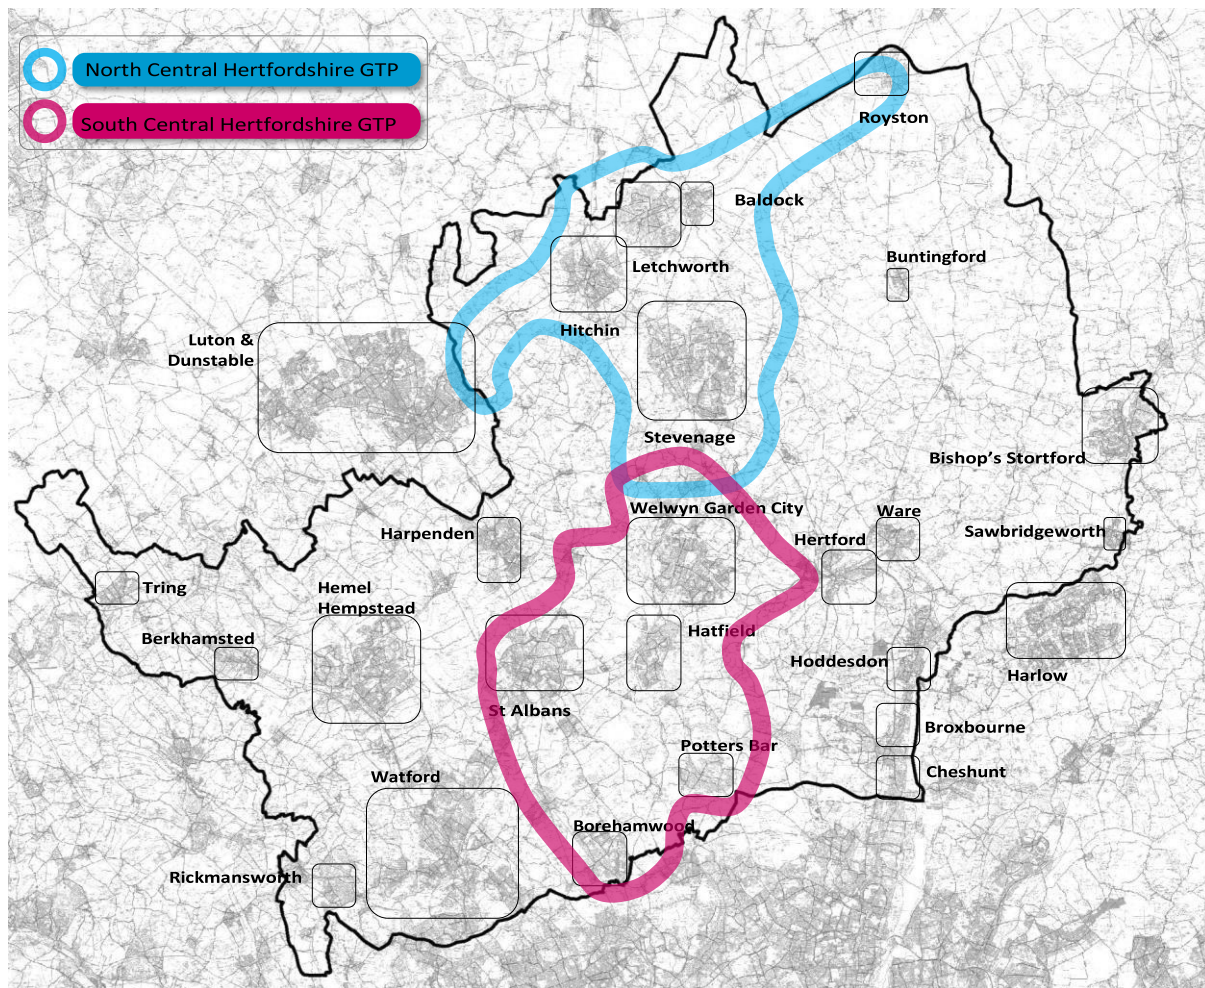 North Central Hertfordshire GTP
South Central Hertfordshire GTP
Royston
Baldock
Buntingford
Letchworth
Hitchin
Luton &
Dunstable
Stevenage
Bishop's Stortford
Welwyn Garden City
Ware
Harpenden
Hertford
Sawbridgeworth
Tring
Hemel
Hempstead
Berkhamsted
Hatfield
Hoddesdon
Harlow
St Albans
Broxbourne
Potters Bar
Cheshunt
Watford
Borehamwood
Rickmansworth